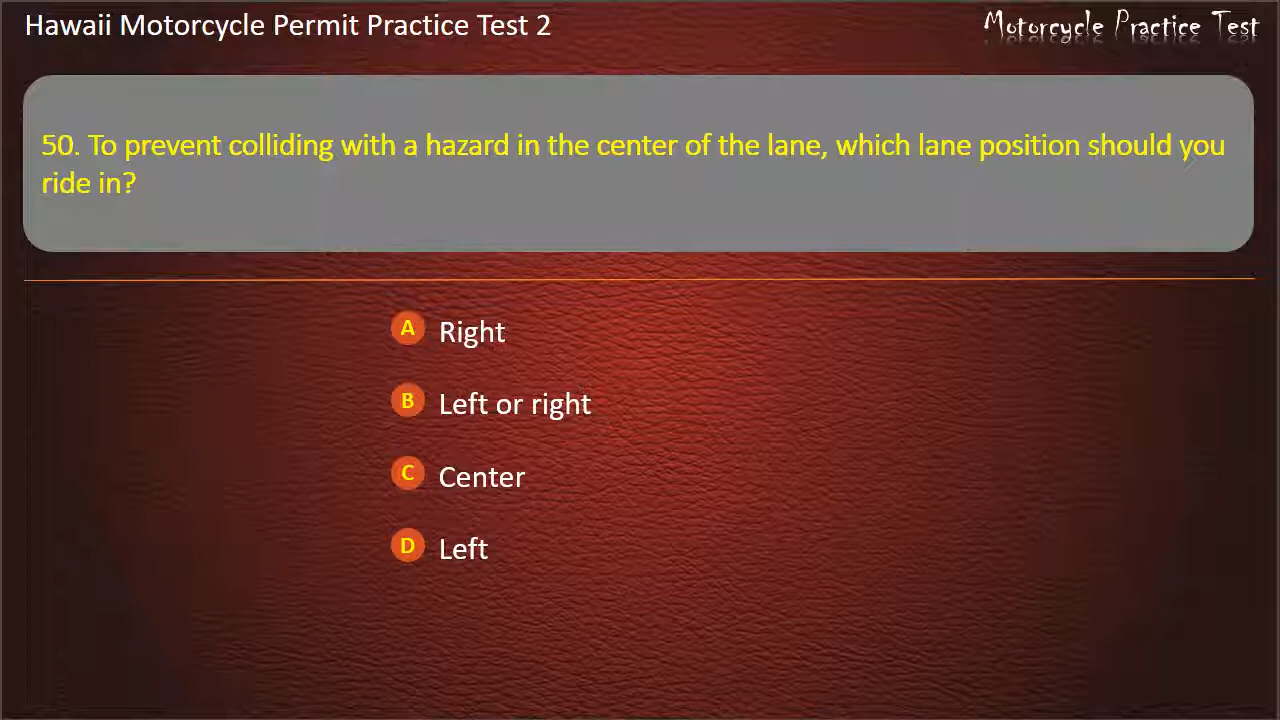 Hawaii Motorcycle Permit Practice Test 2
Motorcycle Practice Test
50. To prevent colliding with a hazard in the center of the lane, which lane position should you
ride in?
A Right
B Left or right
C Center
D Left